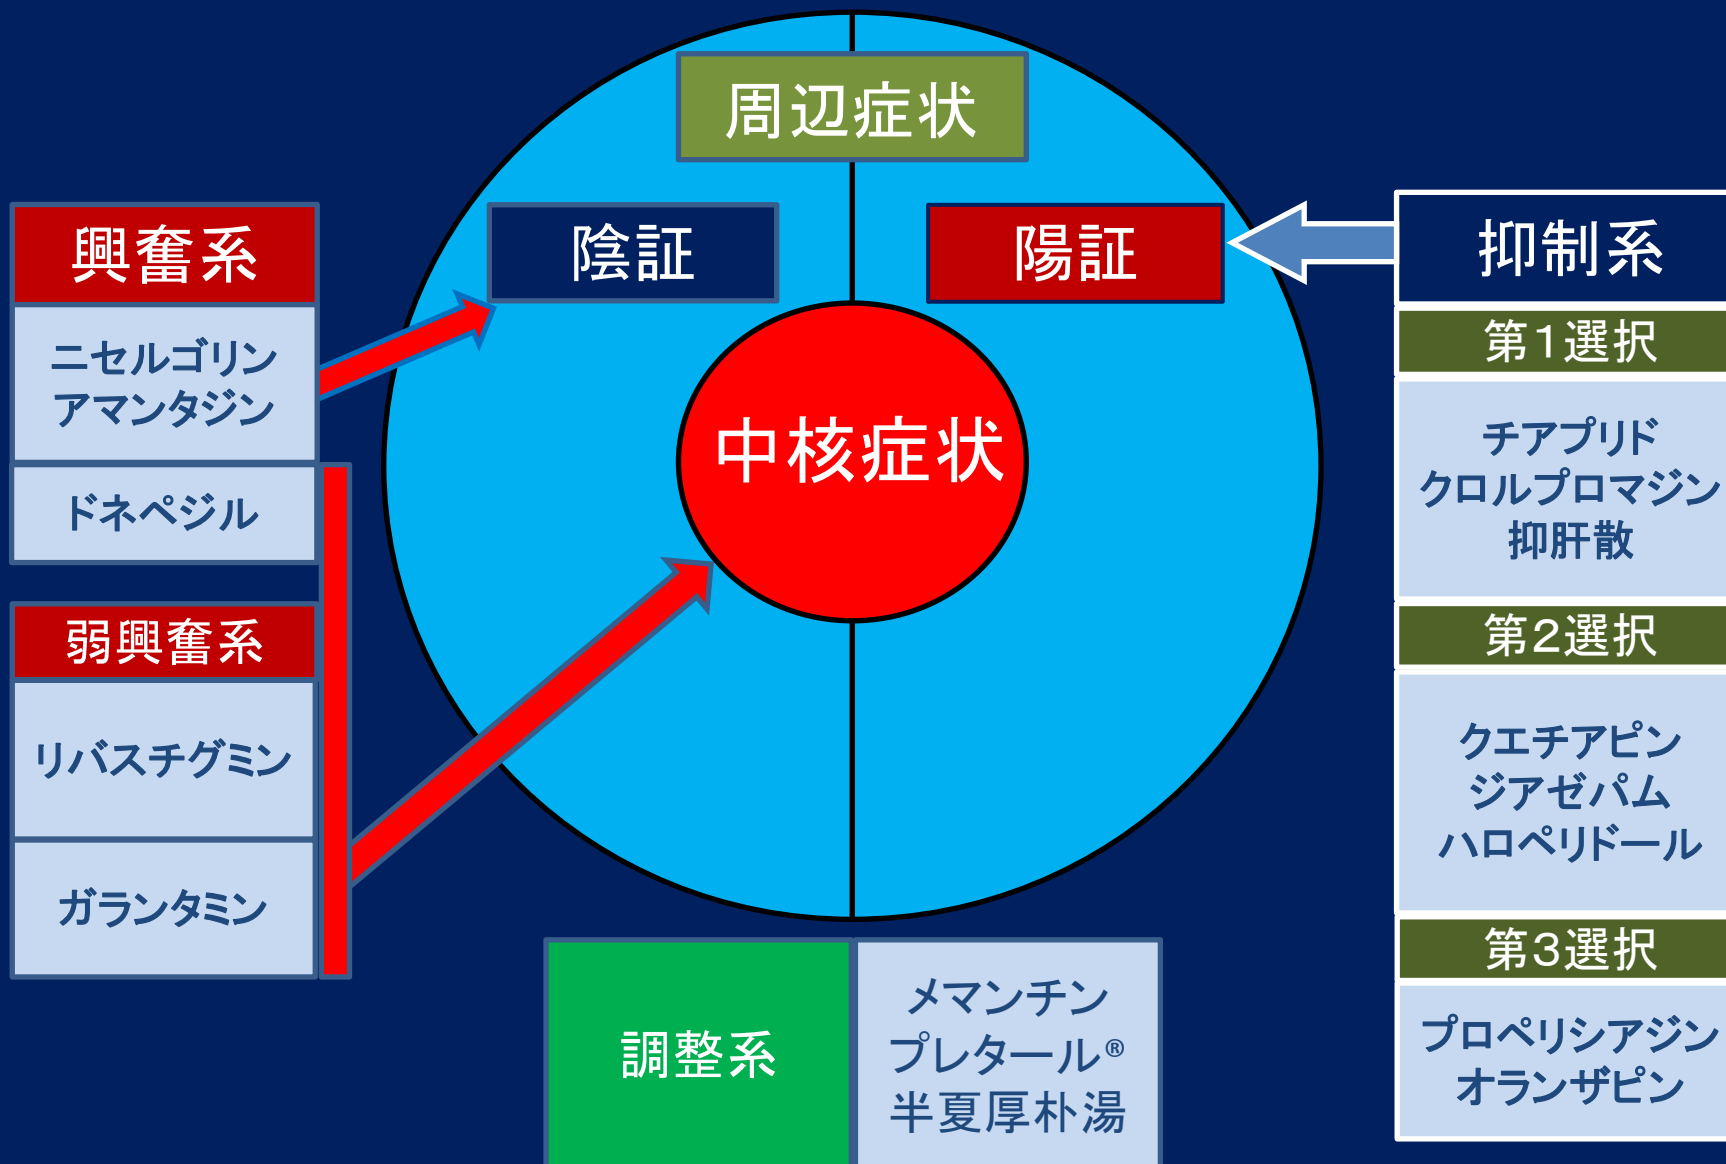 周辺症状
陰証
陽証
中核症状
興奮系
ニセルゴリン
アマンタジン
ドネペジル
弱興奮系
リバスチグミン
ガランタミン
調整系
メマンチン
プレタール®
半夏厚朴湯
抑制系
第1選択
チアプリド
クロルプロマジン
抑肝散
第2選択
クエチアピン
ジアゼパム
ハロペリドール
第3選択
プロペリシアジン
オランザピン